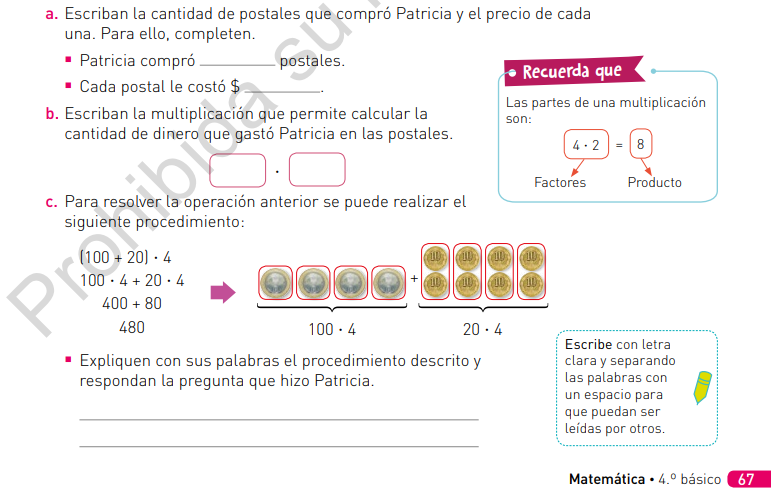 a. Escriban la cantidad de postales que compró Patricia y el precio de cada
una. Para ello, completen.
▪ Patricia compró ________ postales.
▪ Cada postal le costó $ ________.
b. Escriban la multiplicación que permite calcular la
cantidad de dinero que gastó Patricia en las postales.
·
Recuerda que
Las partes de una multiplicación
son:
4 · 2 = 8
Factores Producto
c. Para resolver la operación anterior se puede realizar el
siguiente procedimiento:
(100 + 20) · 4
100 · 4 + 20 · 4
400 + 80
480
+
100 · 4 20 · 4
▪ Expliquen con sus palabras el procedimiento descrito y
respondan la pregunta que hizo Patricia.
Escribe con letra
clara y separando
las palabras con
un espacio para
que puedan ser
leídas por otros.
Matemática • 4.º básico 67
Prohibida su